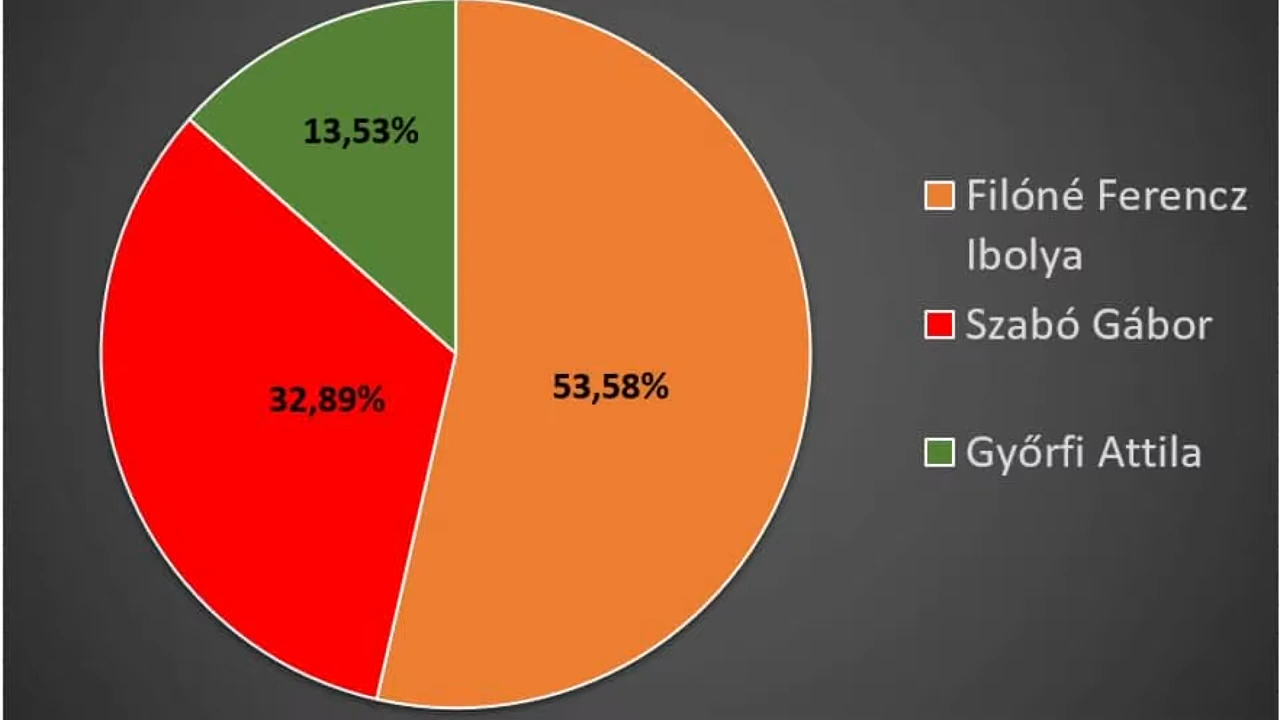 13,53%
32,89%
53,58%
Filóné Ferencz
Ibolya
Szabó Gábor
Győrfi Attila